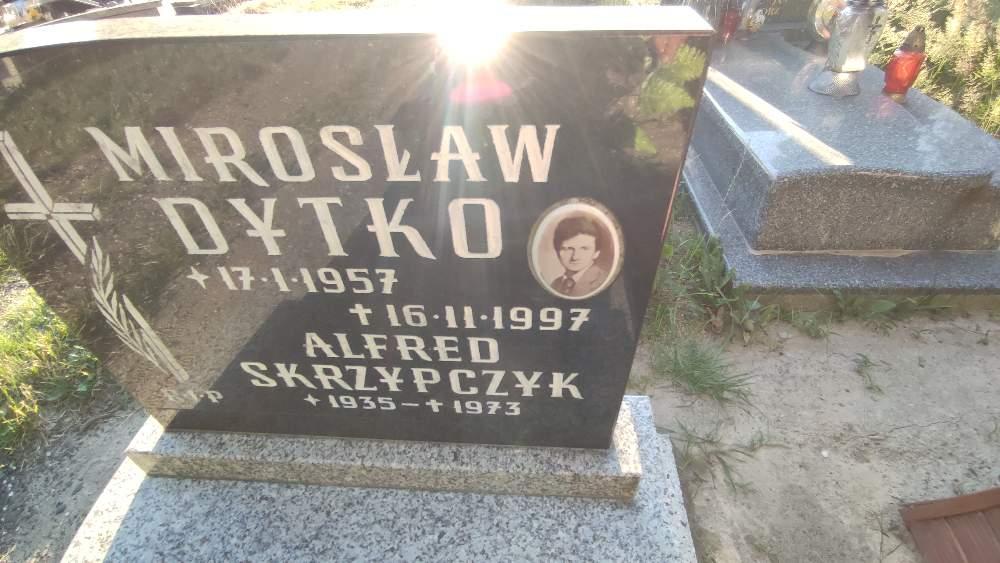 MIROSŁAW
DYTKO
✦ 17·1·1957
✝ 16·11·1997
ALFRED
SKRZYPCZYK
✦ 1935 – ✝ 1973
R·I·P